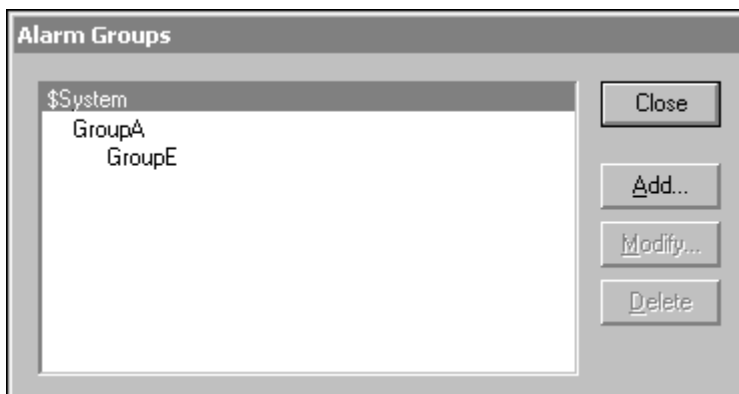 Alarm Groups
$System
GroupA
GroupE
Close
Add...
Modify...
Delete